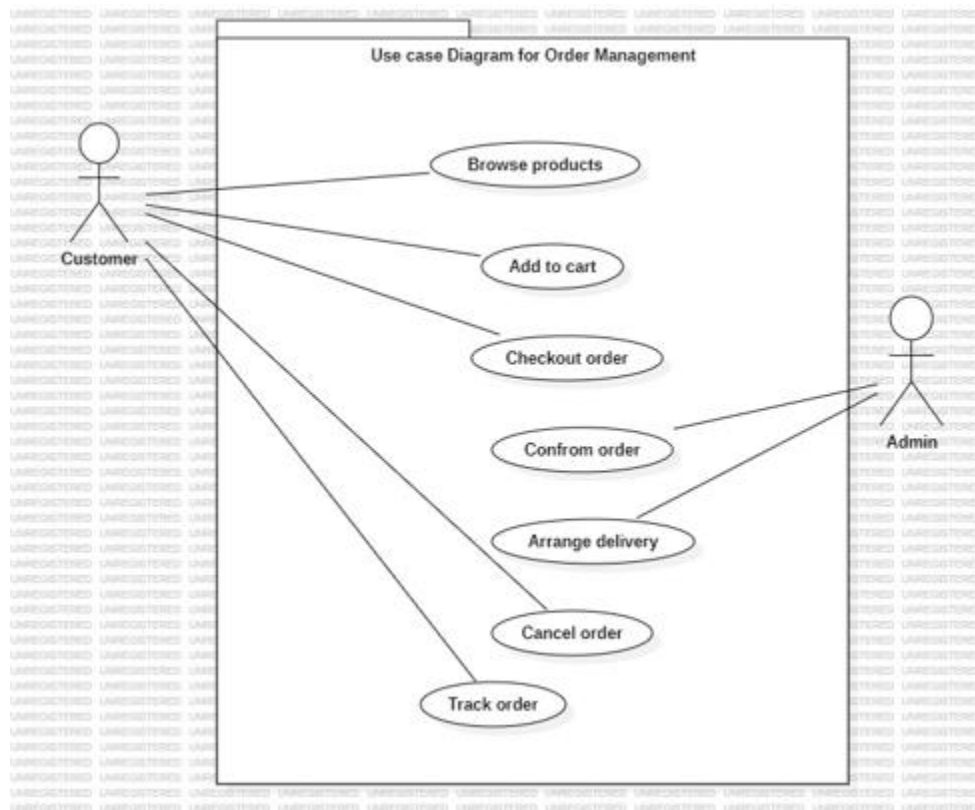 Use case Diagram for Order Management
Browse products
Customer
Add to cart
Checkout order
Admin
Confrom order
Arrange delivery
Cancel order
Track order
UNREGISTERED